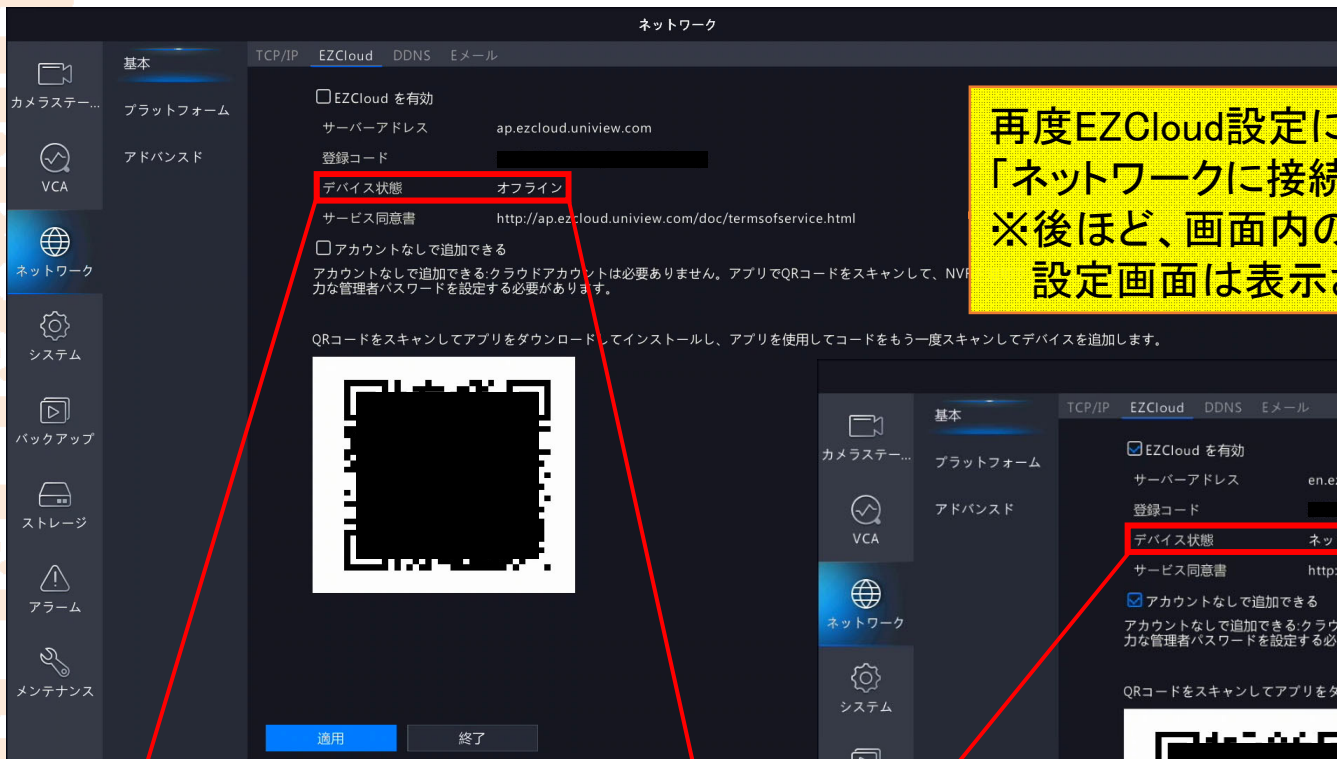 ネットワーク
カメラステー...
VCA
ネットワーク
システム
バックアップ
ストレージ
アラーム
メンテナンス
基本
プラットフォーム
アドバンスド
TCP/IP EZCloud DDNS Eメール
EZCloud を有効
サーバーアドレス ap.ezcloud.uniview.com
登録コード
デバイス状態 オフライン
サービス同意書 http://ap.ezcloud.uniview.com/doc/termsofservice.html
アカウントなしで追加できる
アカウントなしで追加できる:クラウドアカウントは必要ありません。アプリでQRコードをスキャンして、NV
力な管理者パスワードを設定する必要があります。
QRコードをスキャンしてアプリをダウンロードしてインストールし、アプリを使用してコードをもう一度スキャンしてデバイスを追加します。
適用 終了
再度EZCloud設定に
「ネットワークに接続
※後ほど、画面内の
設定画面は表示
カメラステー...
VCA
ネットワーク
システム
基本
プラットフォーム
アドバンスド
TCP/IP EZCloud DDNS Eメール
EZCloud を有効
サーバーアドレス en.ez
登録コード
デバイス状態 ネッ
サービス同意書 http:
アカウントなしで追加できる
アカウントなしで追加できる:クラウ
力な管理者パスワードを設定する必
QRコードをスキャンしてアプリをダ